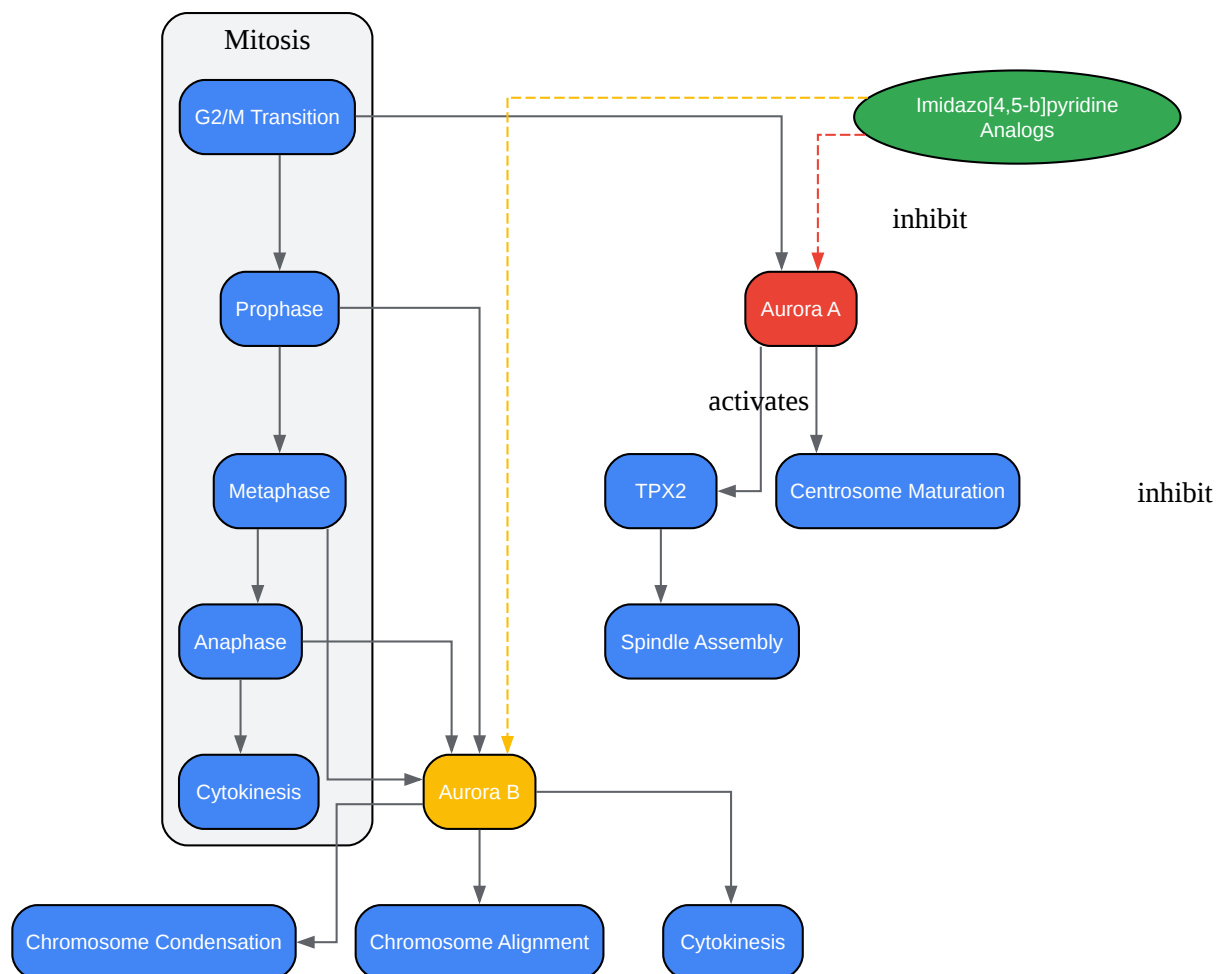 Mitosis
G2/M Transition
Imidazo[4,5-b]pyridine
Analogs
inhibit
Prophase
Aurora A
activates
Metaphase
TPX2
Centrosome Maturation
inhibit
Anaphase
Spindle Assembly
Cytokinesis
Aurora B
Chromosome Condensation
Chromosome Alignment
Cytokinesis